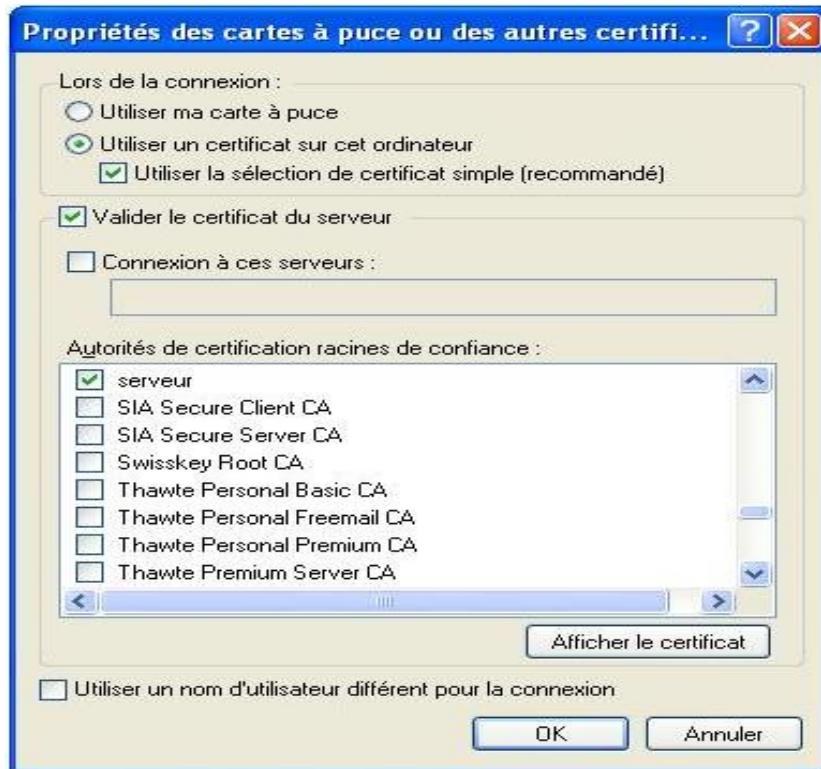 Propriétés des cartes à puce ou des autres certifi...
Lors de la connexion :
Utiliser ma carte à puce
Utiliser un certificat sur cet ordinateur
Utiliser la sélection de certificat simple (recommandé)
Valider le certificat du serveur
Connexion à ces serveurs :
Autorités de certification racines de confiance :
serveur
SIA Secure Client CA
SIA Secure Server CA
Swisskey Root CA
Thawte Personal Basic CA
Thawte Personal Freemail CA
Thawte Personal Premium CA
Thawte Premium Server CA
Afficher le certificat
Utiliser un nom d'utilisateur différent pour la connexion
OK
Annuler